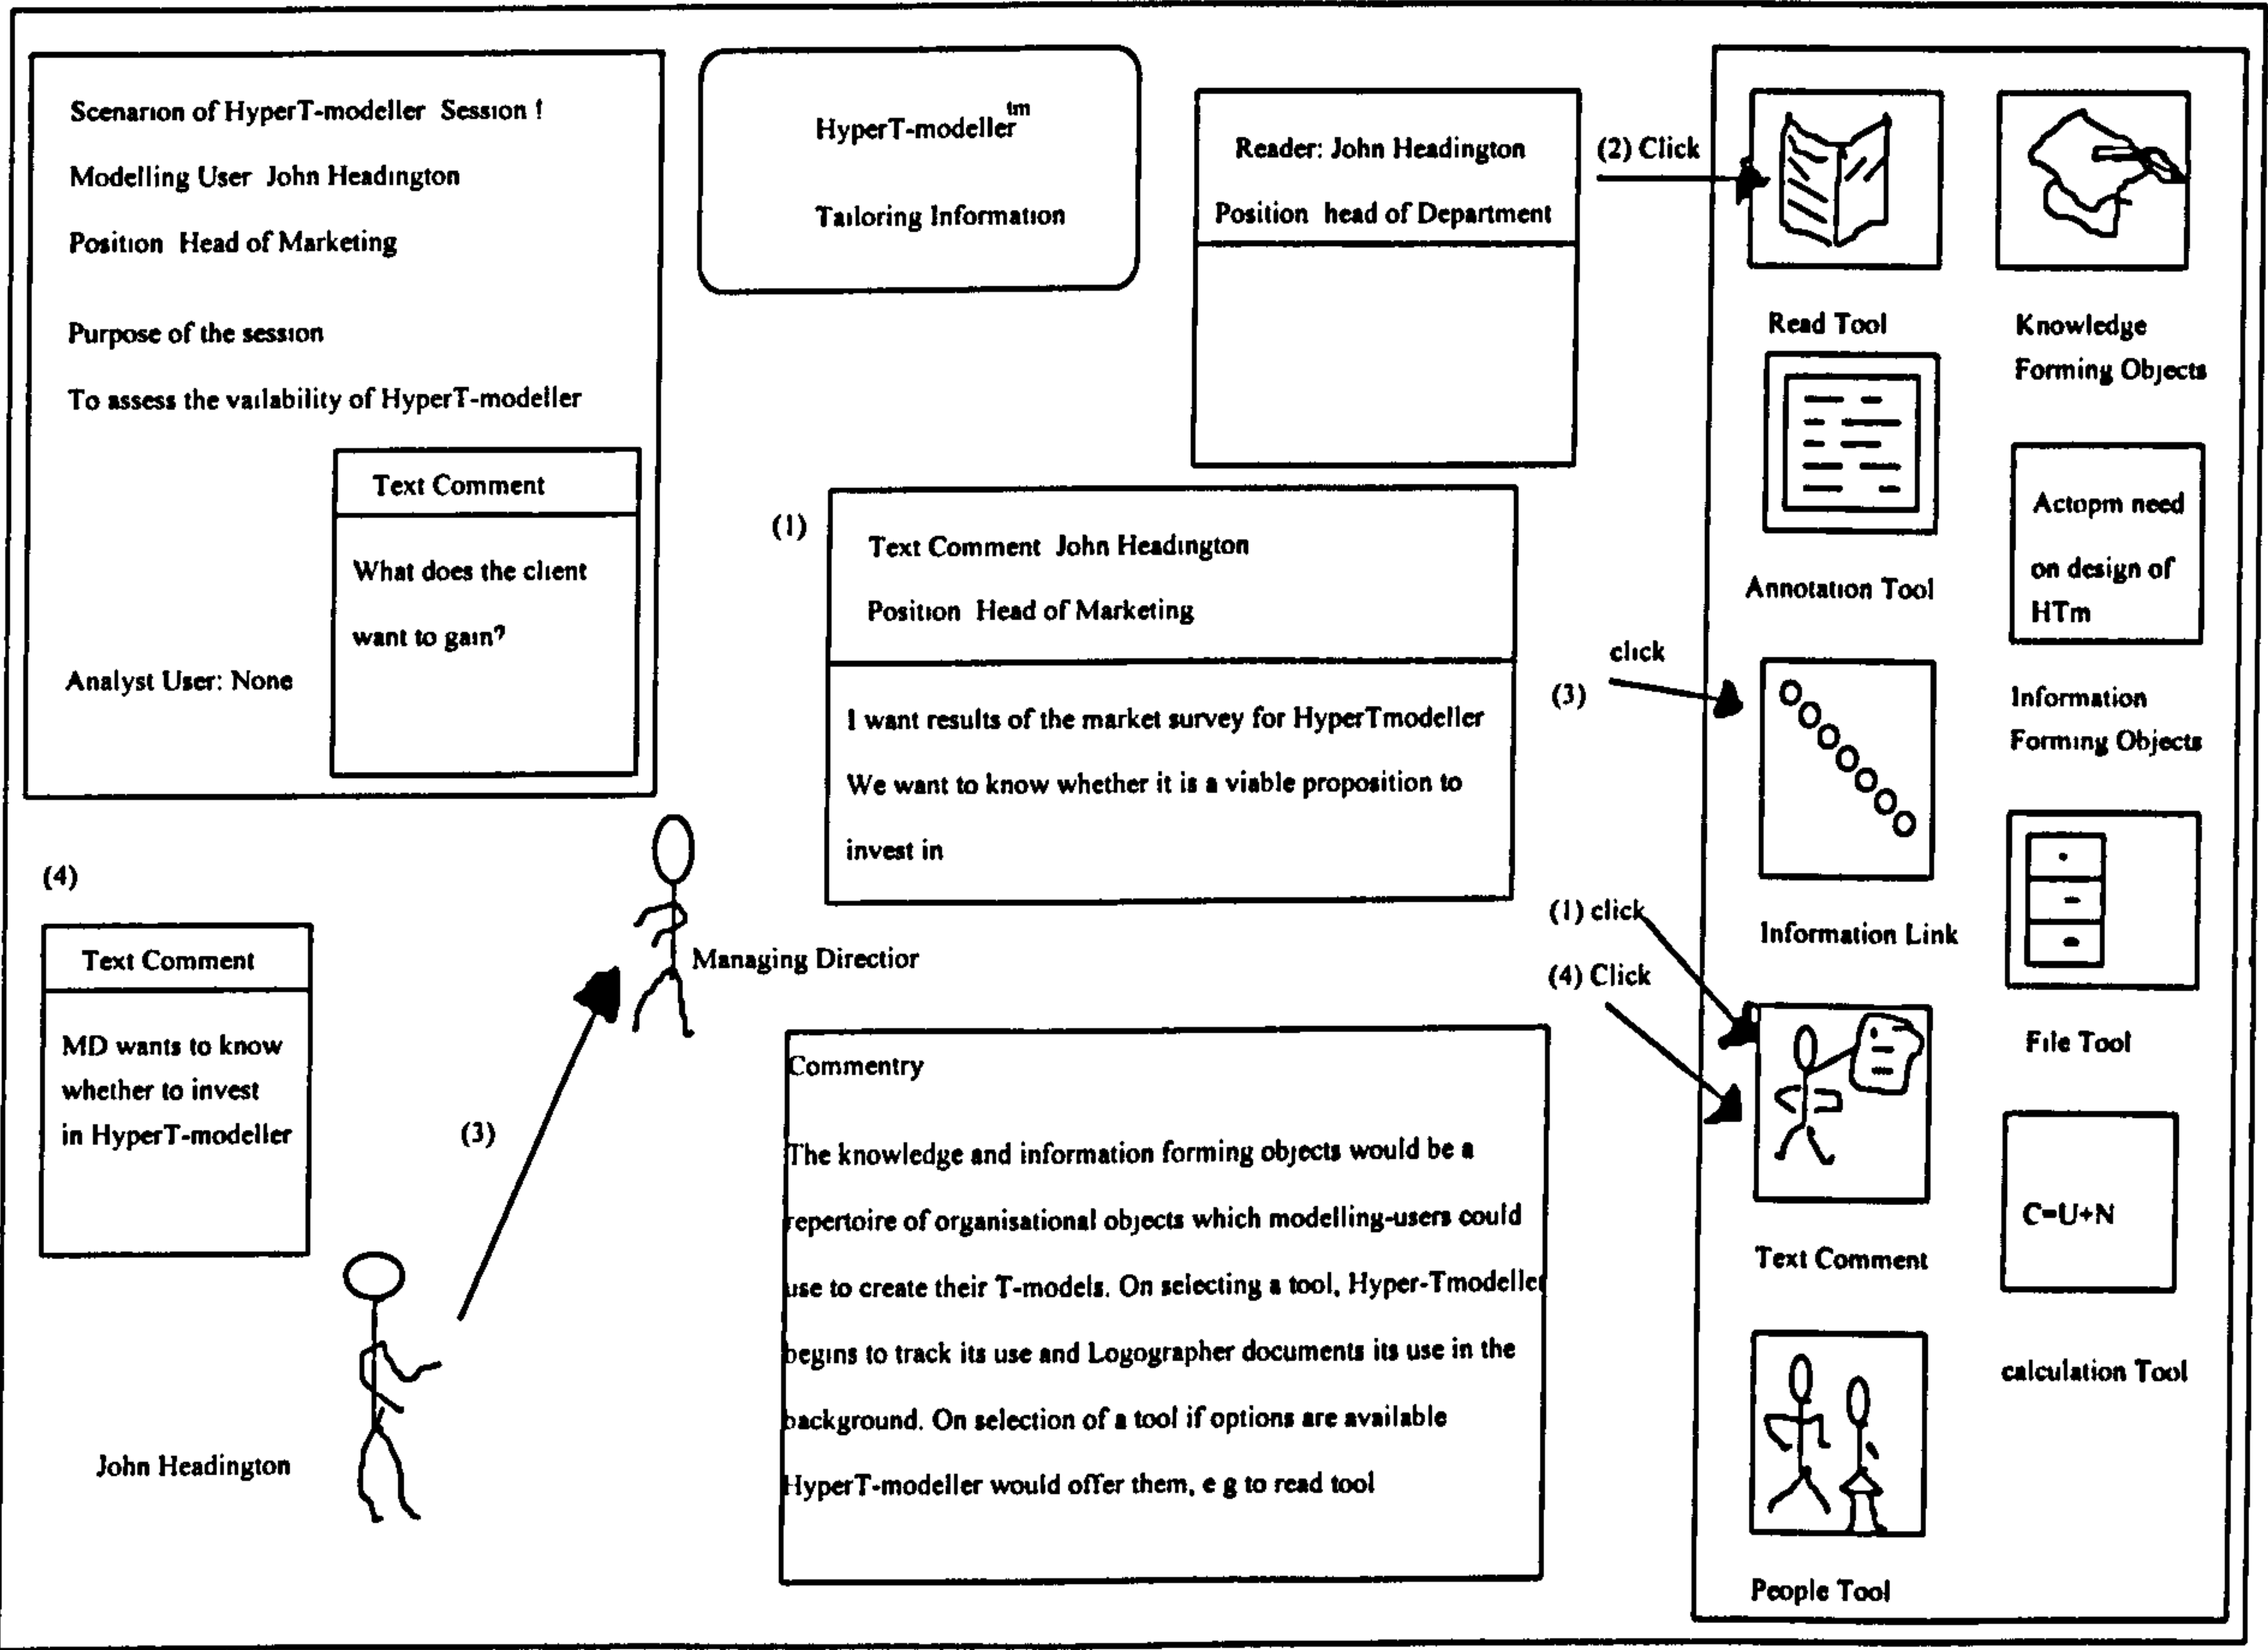 Scenarion of HyperT-modeller Session !
Modelling User John Headington
Position Head of Marketing
Purpose of the session
To assess the vailability of HyperT-modeller
Text Comment
What does the client
want to gain?
Analyst User: None
HyperT-modeller tm
Tailoring Information
Reader: John Headington
Position head of Department
(2) Click
(1)
Text Comment John Headington
Position Head of Marketing
I want results of the market survey for HyperTmodeller
We want to know whether it is a viable proposition to
invest in
(4)
Text Comment
MD wants to know
whether to invest
in HyperT-modeller
(3)
Managing Directior
John Headington
Commentry
The knowledge and information forming objects would be a
repertoire of organisational objects which modelling-users could
use to create their T-models. On selecting a tool, Hyper-Tmodeller
begins to track its use and Logographer documents its use in the
background. On selection of a tool if options are available
HyperT-modeller would offer them, e g to read tool
click
(3)
(1) click
(4) Click
Read Tool
Knowledge
Forming Objects
Annotation Tool
Actopm need
on design of
HTm
Information
Forming Objects
Information Link
File Tool
Text Comment
C=U+N
calculation Tool
People Tool